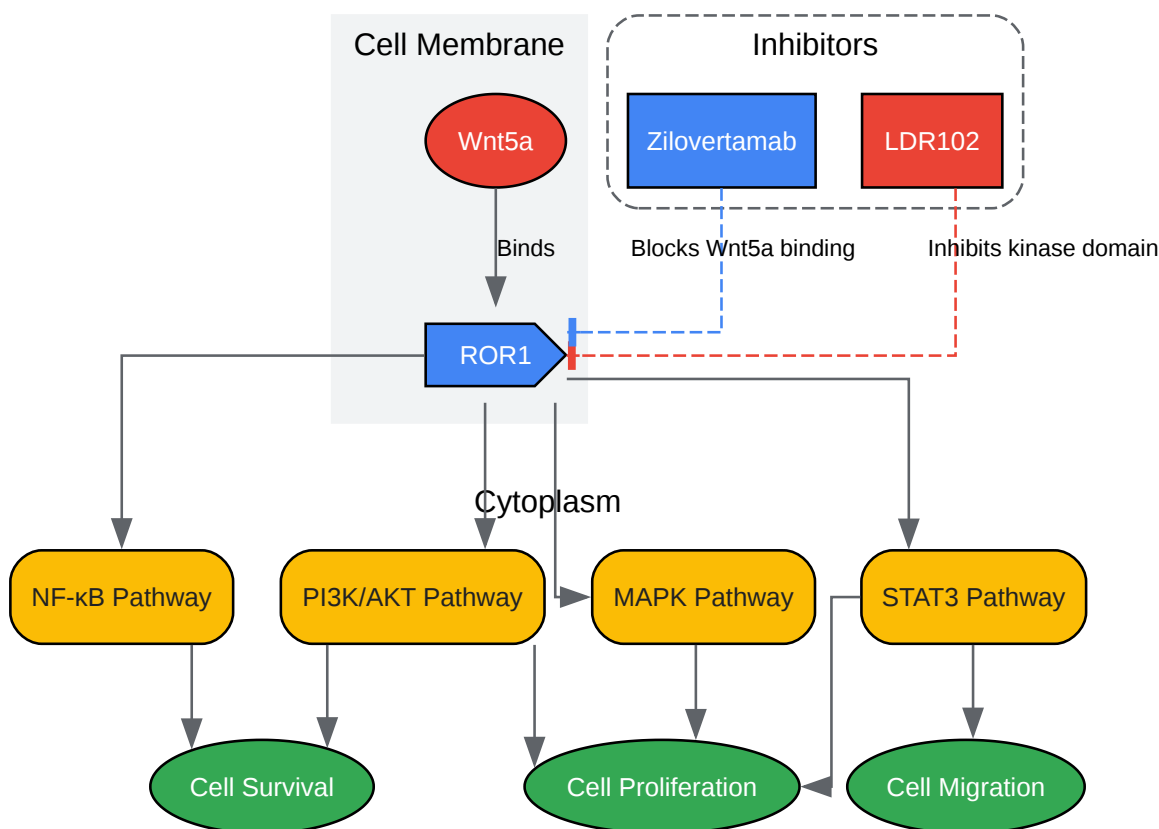 Cell Membrane
Inhibitors
Wnt5a
Zilovertamab
LDR102
Binds
Blocks Wnt5a binding
Inhibits kinase domain
ROR1
Cytoplasm
NF-κB Pathway
PI3K/AKT Pathway
MAPK Pathway
STAT3 Pathway
Cell Survival
Cell Proliferation
Cell Migration